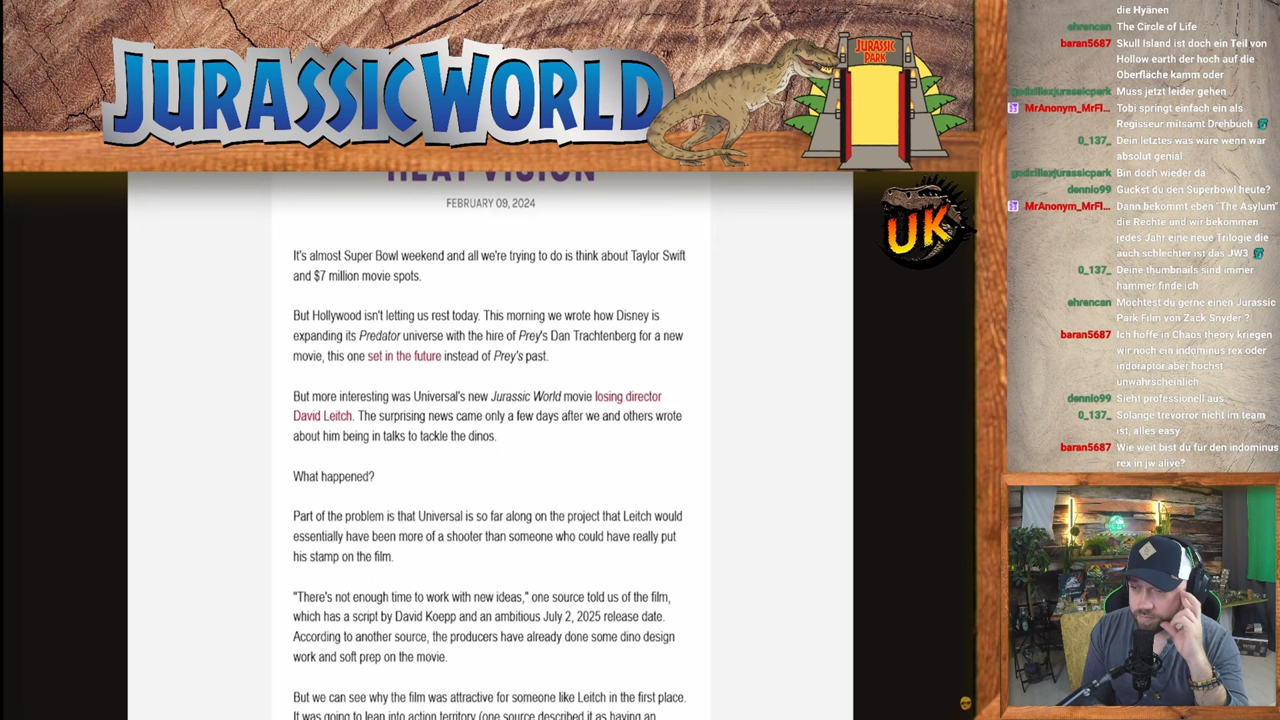 JURASSIC WORLD
JURASSIC
PARK
UK
HEAT VISION
FEBRUARY 09, 2024
It's almost Super Bowl weekend and all we're trying to do is think about Taylor Swift
and $7 million movie spots.
But Hollywood isn't letting us rest today. This morning we wrote how Disney is
expanding its Predator universe with the hire of Prey's Dan Trachtenberg for a new
movie, this one set in the future instead of Prey's past.
But more interesting was Universal's new Jurassic World movie losing director
David Leitch. The surprising news came only a few days after we and others wrote
about him being in talks to tackle the dinos.
What happened?
Part of the problem is that Universal is so far along on the project that Leitch would
essentially have been more of a shooter than someone who could have really put
his stamp on the film.
"There's not enough time to work with new ideas," one source told us of the film,
which has a script by David Koepp and an ambitious July 2, 2025 release date.
According to another source, the producers have already done some dino design
work and soft prep on the movie.
But we can see why the film was attractive for someone like Leitch in the first place.
It was going to lean into action territory (one source described it as having an
die Hyänen
ehrencan The Circle of Life
baran5687 Skull Island ist doch ein Teil von
Hollow earth der hoch auf die
Oberfläche kamm oder
godzillaxjurassicpark Muss jetzt leider gehen
MrAnonym_MrFl... Tobi springt einfach ein als
Regisseur mitsamt Drehbuch
0_137_ Dein letztes was wäre wenn war
absolut genial
godzillaxjurassicpark Bin doch wieder da
dennio99 Guckst du den Superbowl heute?
MrAnonym_MrFl... Dann bekommt eben "The Asylum"
die Rechte und wir bekommen
jedes Jahr eine neue Trilogie die
auch schlechter ist das JW3
0_137_ Deine thumbnails sind immer
hammer finde ich
ehrencan Möchtest du gerne einen Jurassic
Park Film von Zack Snyder ?
baran5687 Ich hoffe in Chaos theory kriegen
wir noch ein indominus rex oder
indoraptor aber höchst
unwahrscheinlich
dennio99 Sieht professionell aus
0_137_ Solange trevorror nicht im team
ist, alles easy
baran5687 Wie weit bist du für den indominus
rex in jw alive?